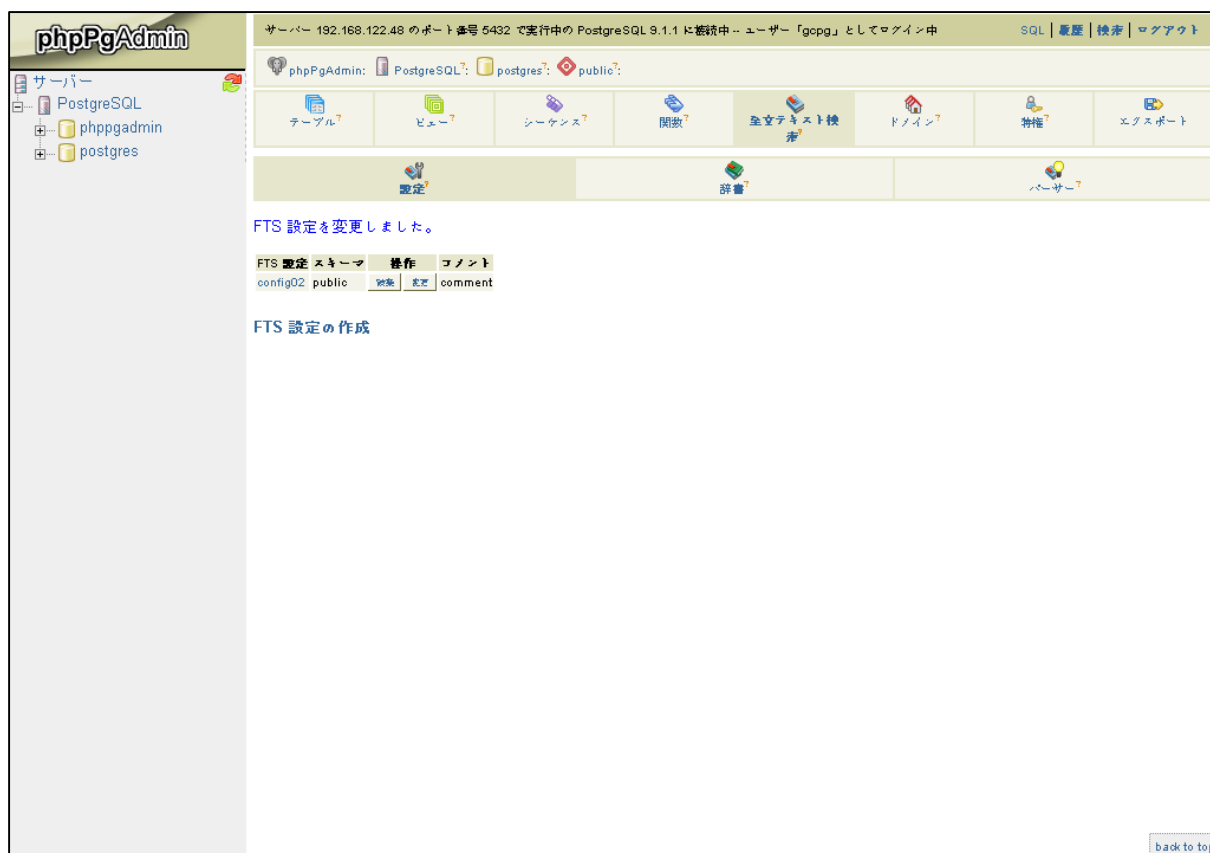 phpPgAdmin
サーバー
PostgreSQL
phppgadmin
postgres
サーバー 192.168.122.48 のポート番号 5432 で実行中の PostgreSQL 9.1.1 に接続中 -- ユーザー「gcpg」としてログイン中
SQL | 履歴 | 検索 | ログアウト
phpPgAdmin: PostgreSQL?: postgres?: public?:
テーブル?
ビュー?
シーケンス?
関数?
全文テキスト検索?
ドメイン?
特権?
エクスポート
設定?
辞書?
パーサー?
FTS 設定を変更しました。
FTS 設定 スキーマ 操作 コメント
config02 public 破棄 変更 comment
FTS 設定の作成
back to top